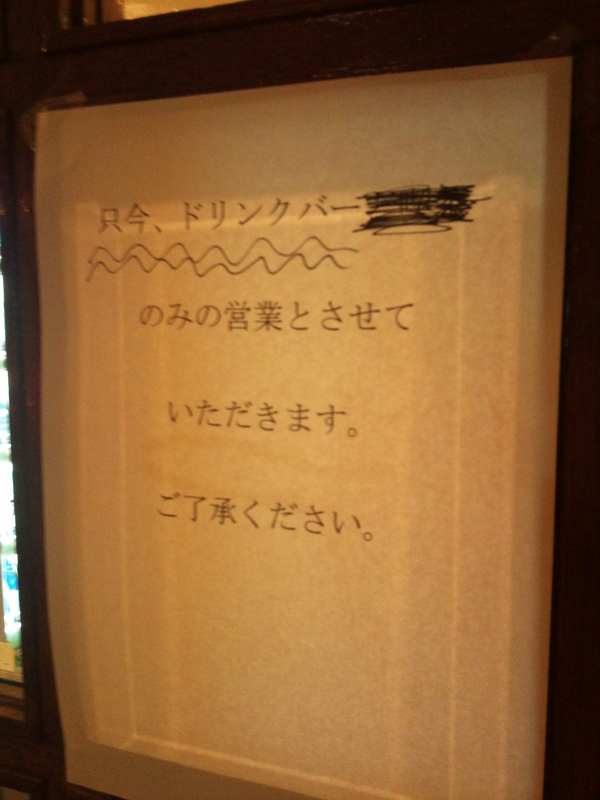 只今、ドリンクバー
のみの営業とさせて
いただきます。
ご了承ください。